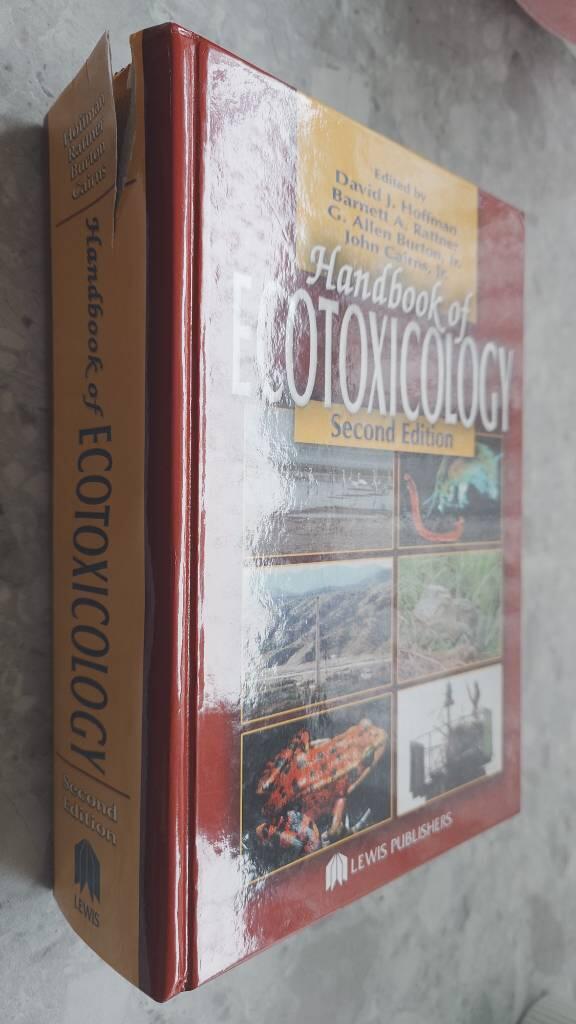 Hoffman
Rattner
Burton
Cairns
Handbook of ECOTOXICOLOGY
Second
Edition
LEWIS
Edited by
David J. Hoffman
Barnett A. Rattner
G. Allen Burton, Jr.
John Cairns, Jr.
Handbook of
ECOTOXICOLOGY
Second Edition
LEWIS PUBLISHERS